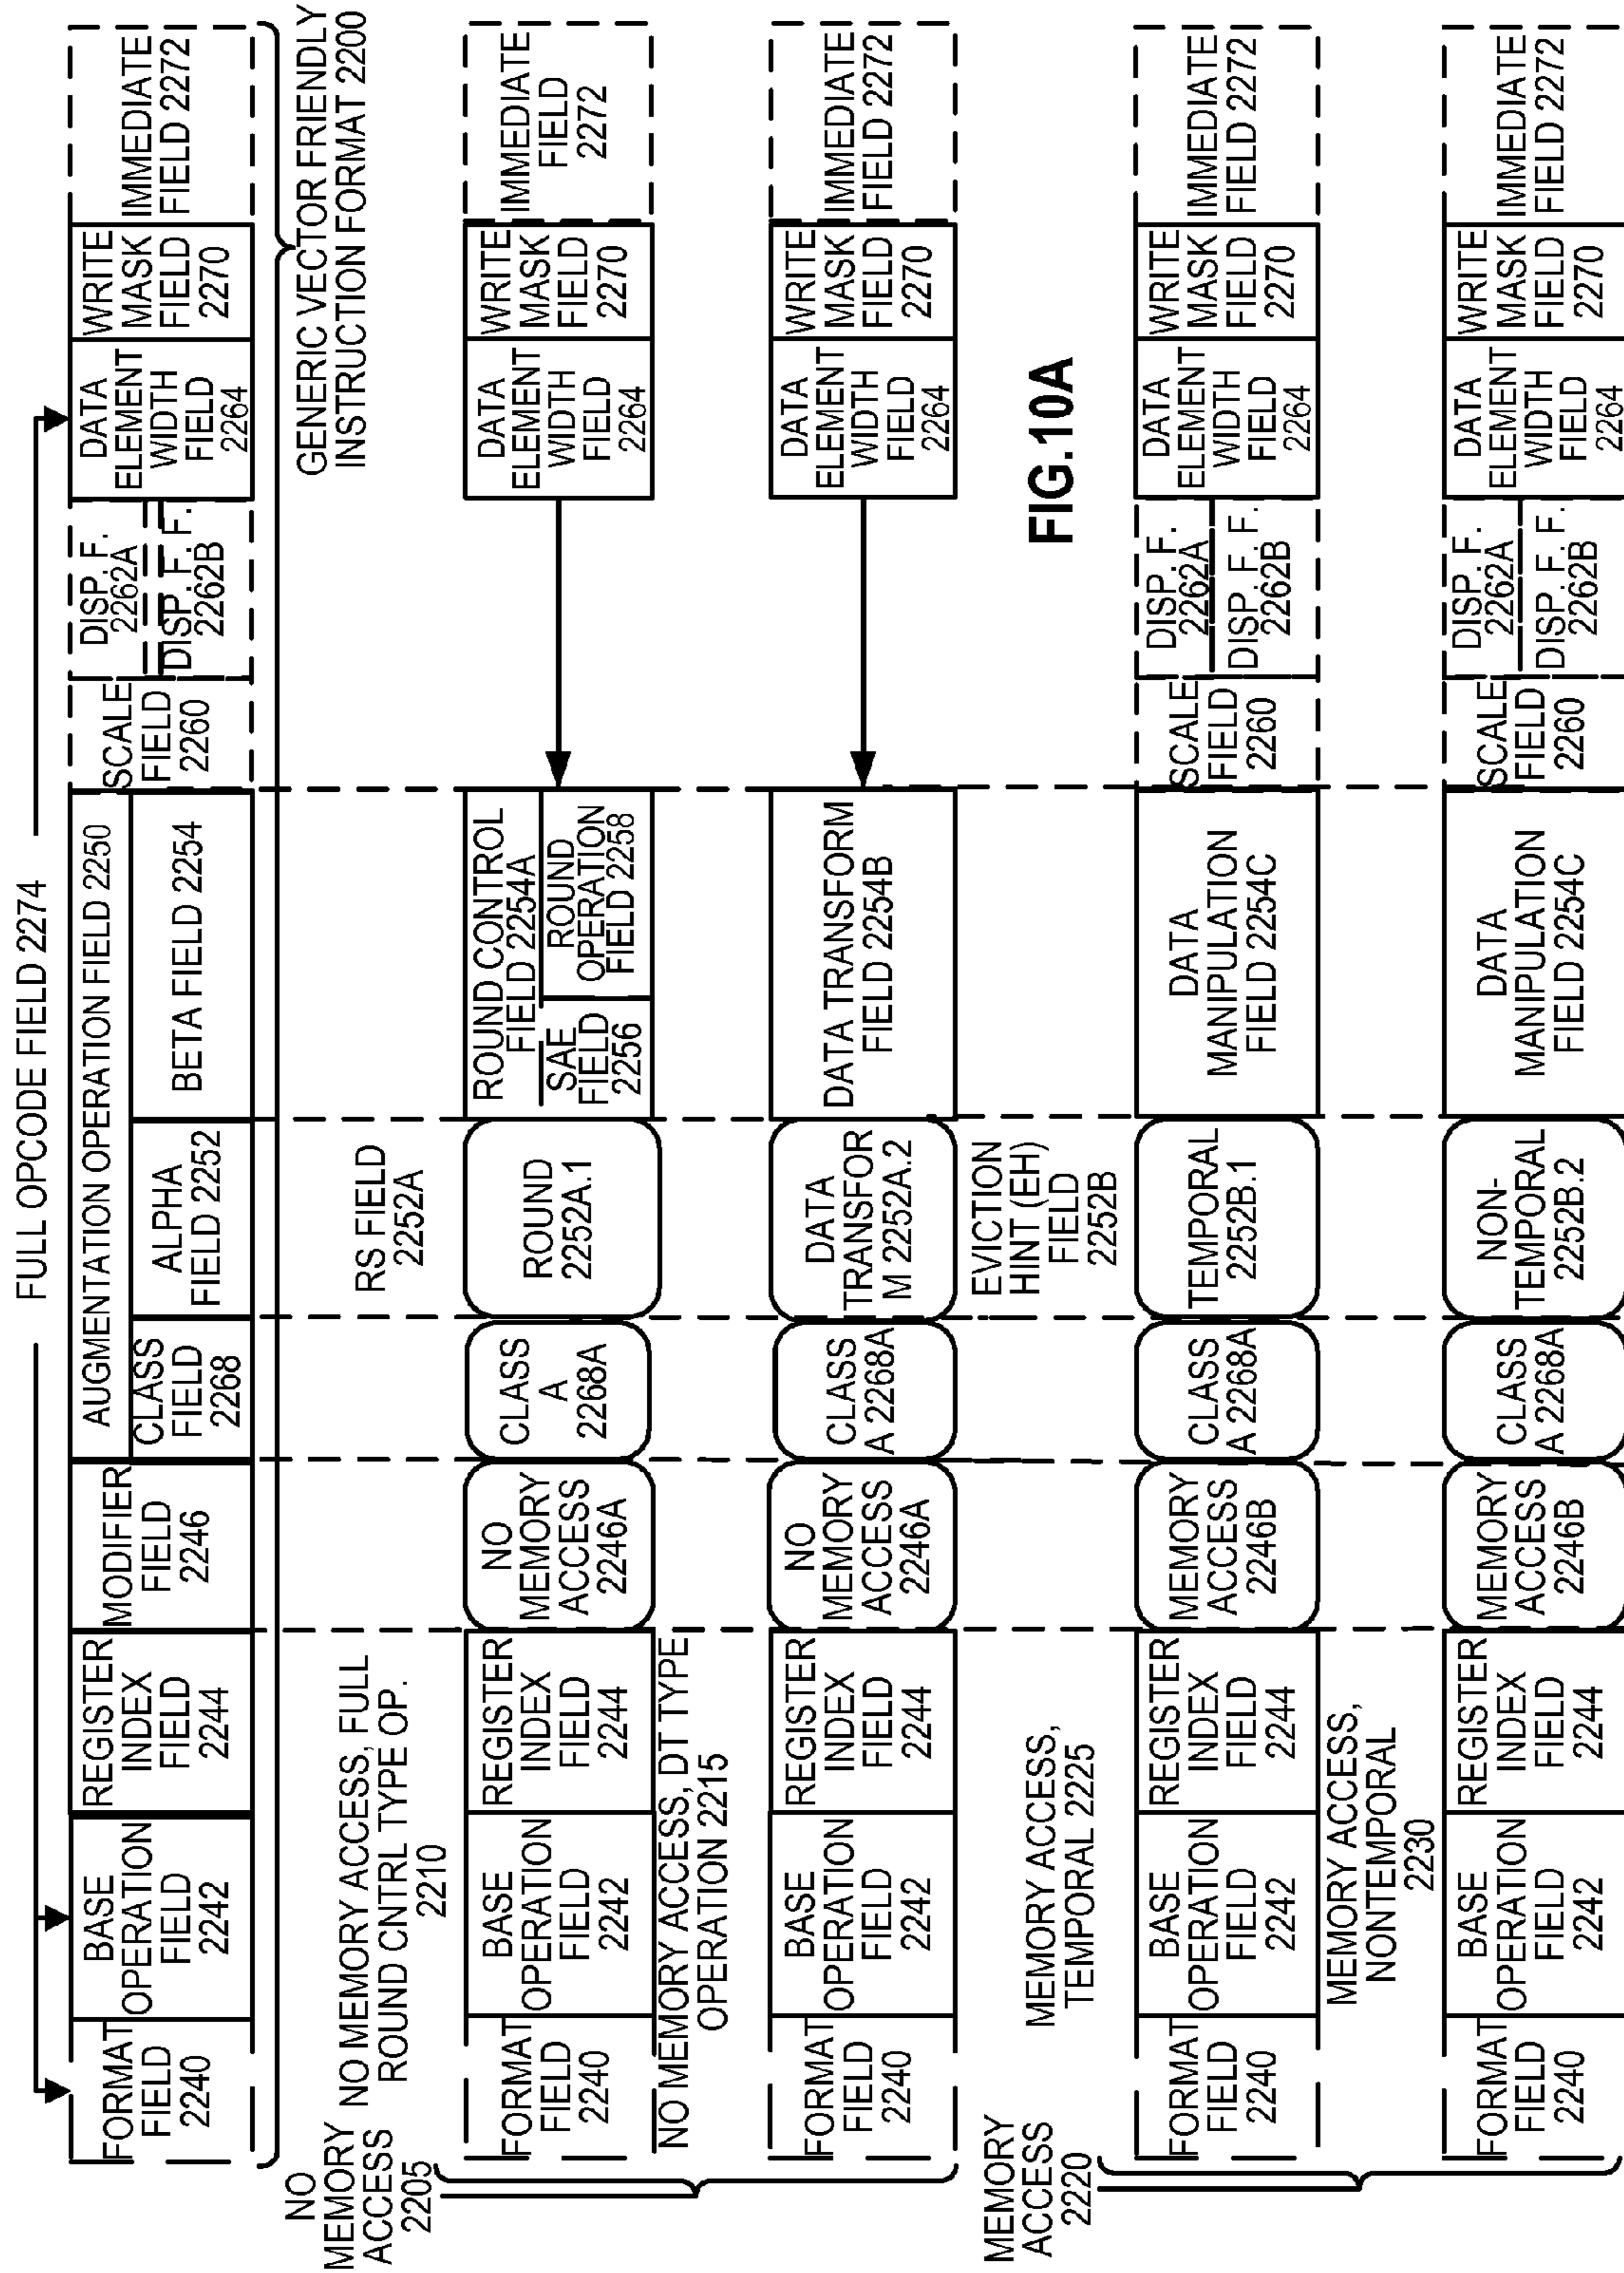 FULL OPCODE FIELD 2274
FORMAT
FIELD
2240
BASE
OPERATION
FIELD
2242
REGISTER
INDEX
FIELD
2244
MODIFIER
FIELD
2246
AUGMENTATION OPERATION FIELD 2250
CLASS
FIELD
2268
ALPHA
FIELD 2252
BETA FIELD 2254
SCALE
FIELD
2260
DISP. F.
2262A
DISP. F. F.
2262B
DATA
ELEMENT
WIDTH
FIELD
2264
WRITE
MASK
FIELD
2270
IMMEDIATE
FIELD 2272
GENERIC VECTOR FRIENDLY
INSTRUCTION FORMAT 2200
NO
MEMORY
ACCESS
2205
NO MEMORY ACCESS, FULL
ROUND CNTRL TYPE OP.
2210
RS FIELD
2252A
FORMAT
FIELD
2240
BASE
OPERATION
FIELD
2242
REGISTER
INDEX
FIELD
2244
NO
MEMORY
ACCESS
2246A
CLASS
A
2268A
ROUND
2252A.1
ROUND CONTROL
FIELD 2254A
SAE
FIELD
2256
ROUND
OPERATION
FIELD 2258
DATA
ELEMENT
WIDTH
FIELD
2264
WRITE
MASK
FIELD
2270
IMMEDIATE
FIELD
2272
NO MEMORY ACCESS, DT TYPE
OPERATION 2215
FORMAT
FIELD
2240
BASE
OPERATION
FIELD
2242
REGISTER
INDEX
FIELD
2244
NO
MEMORY
ACCESS
2246A
CLASS
A 2268A
DATA
TRANSFOR
M 2252A.2
DATA TRANSFORM
FIELD 2254B
DATA
ELEMENT
WIDTH
FIELD
2264
WRITE
MASK
FIELD
2270
IMMEDIATE
FIELD 2272
MEMORY
ACCESS
2220
MEMORY ACCESS,
TEMPORAL 2225
EVICTION
HINT (EH)
FIELD
2252B
FIG.10A
FORMAT
FIELD
2240
BASE
OPERATION
FIELD
2242
REGISTER
INDEX
FIELD
2244
MEMORY
ACCESS
2246B
CLASS
A 2268A
TEMPORAL
2252B.1
DATA
MANIPULATION
FIELD 2254C
SCALE
FIELD
2260
DISP. F.
2262A
DISP. F. F.
2262B
DATA
ELEMENT
WIDTH
FIELD
2264
WRITE
MASK
FIELD
2270
IMMEDIATE
FIELD 2272
MEMORY ACCESS,
NONTEMPORAL
2230
FORMAT
FIELD
2240
BASE
OPERATION
FIELD
2242
REGISTER
INDEX
FIELD
2244
MEMORY
ACCESS
2246B
CLASS
A 2268A
NON-
TEMPORAL
2252B.2
DATA
MANIPULATION
FIELD 2254C
SCALE
FIELD
2260
DISP. F.
2262A
DISP. F. F.
2262B
DATA
ELEMENT
WIDTH
FIELD
2264
WRITE
MASK
FIELD
2270
IMMEDIATE
FIELD 2272